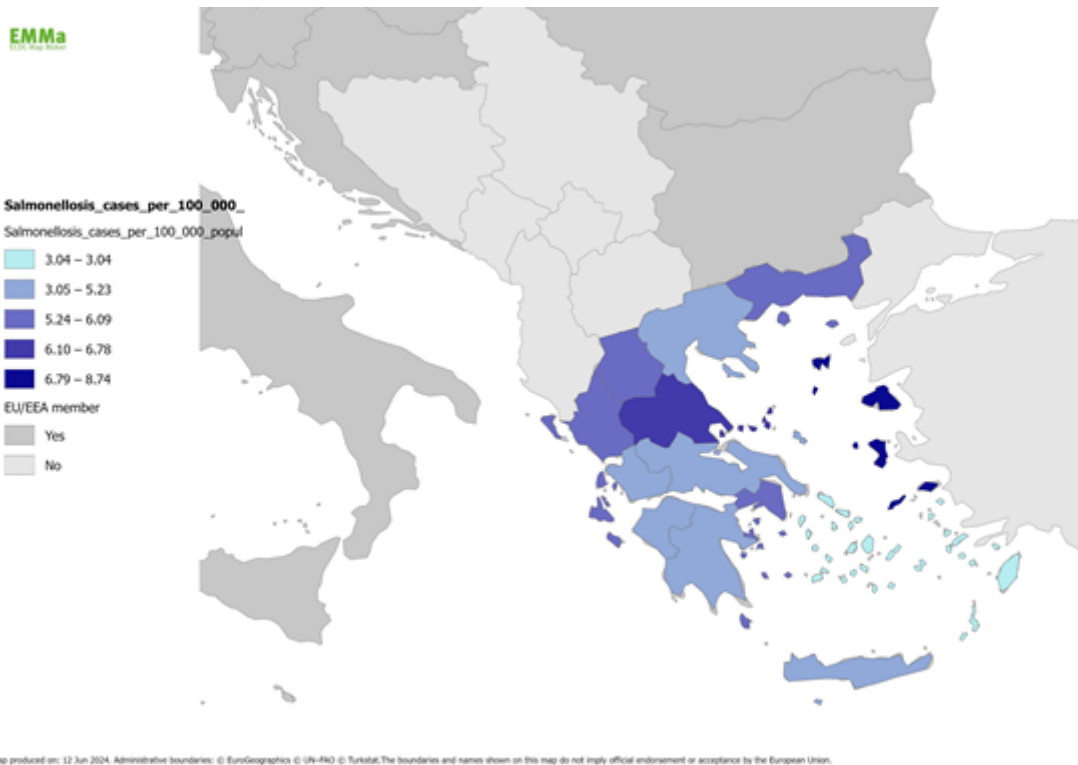 EMMa
ECDC Map Maker
Salmonellosis_cases_per_100_000_
Salmonellosis_cases_per_100_000_popul
3.04 – 3.04
3.05 – 5.23
5.24 – 6.09
6.10 – 6.78
6.79 – 8.74
EU/EEA member
Yes
No
ap produced on: 12 Jun 2024. Administrative boundaries: © EuroGeographics © UN–FAO © Turkstat.The boundaries and names shown on this map do not imply official endorsement or acceptance by the European Union.